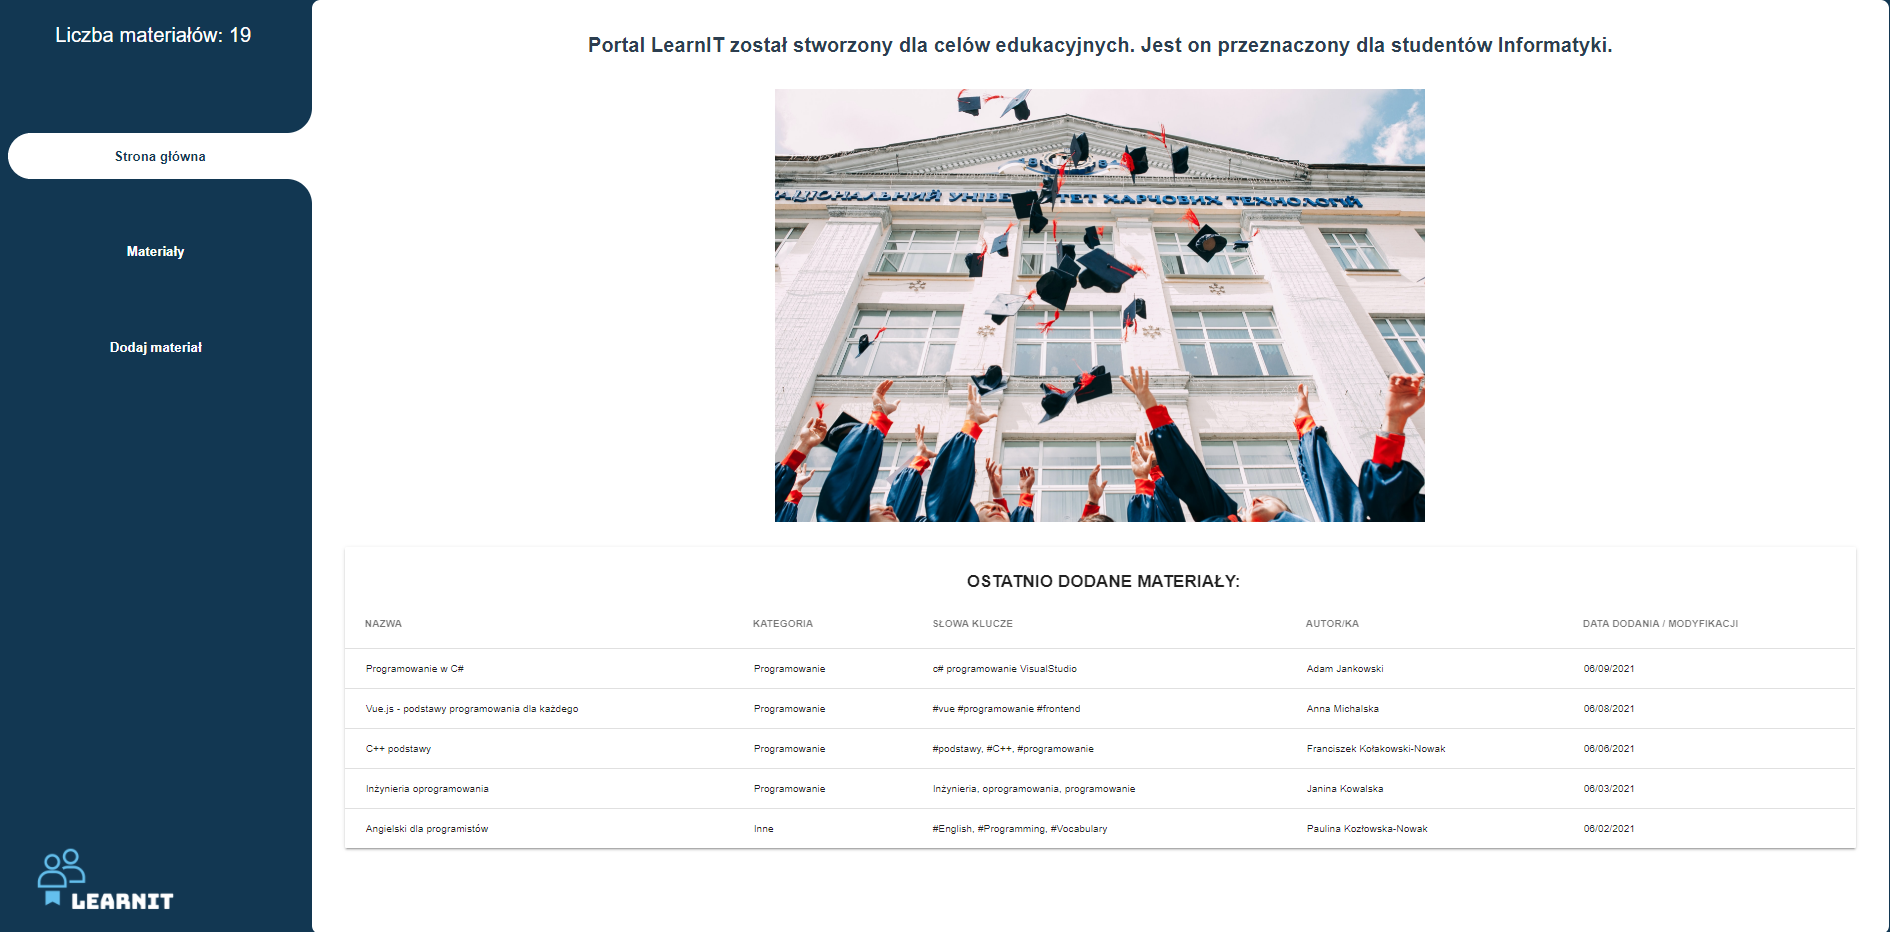 Liczba materiałów: 19
Strona główna
Materiały
Dodaj materiał
LEARNIT
Portal LearnIT został stworzony dla celów edukacyjnych. Jest on przeznaczony dla studentów Informatyki.
АЦІОНАЛЬНИЙ УНІВЕ ТЕТ ХАРЧОВИХ ТЕХНОЛОГІЙ
OSTATNIO DODANE MATERIAŁY:
NAZWA KATEGORIA SŁOWA KLUCZE AUTOR/KA DATA DODANIA / MODYFIKACJI
Programowanie w C# Programowanie c# programowanie VisualStudio Adam Jankowski 06/09/2021
Vue.js - podstawy programowania dla każdego Programowanie #vue #programowanie #frontend Anna Michalska 06/08/2021
C++ podstawy Programowanie #podstawy, #C++, #programowanie Franciszek Kołakowski-Nowak 06/06/2021
Inżynieria oprogramowania Programowanie Inżynieria, oprogramowania, programowanie Janina Kowalska 06/03/2021
Angielski dla programistów Inne #English, #Programming, #Vocabulary Paulina Kozłowska-Nowak 06/02/2021